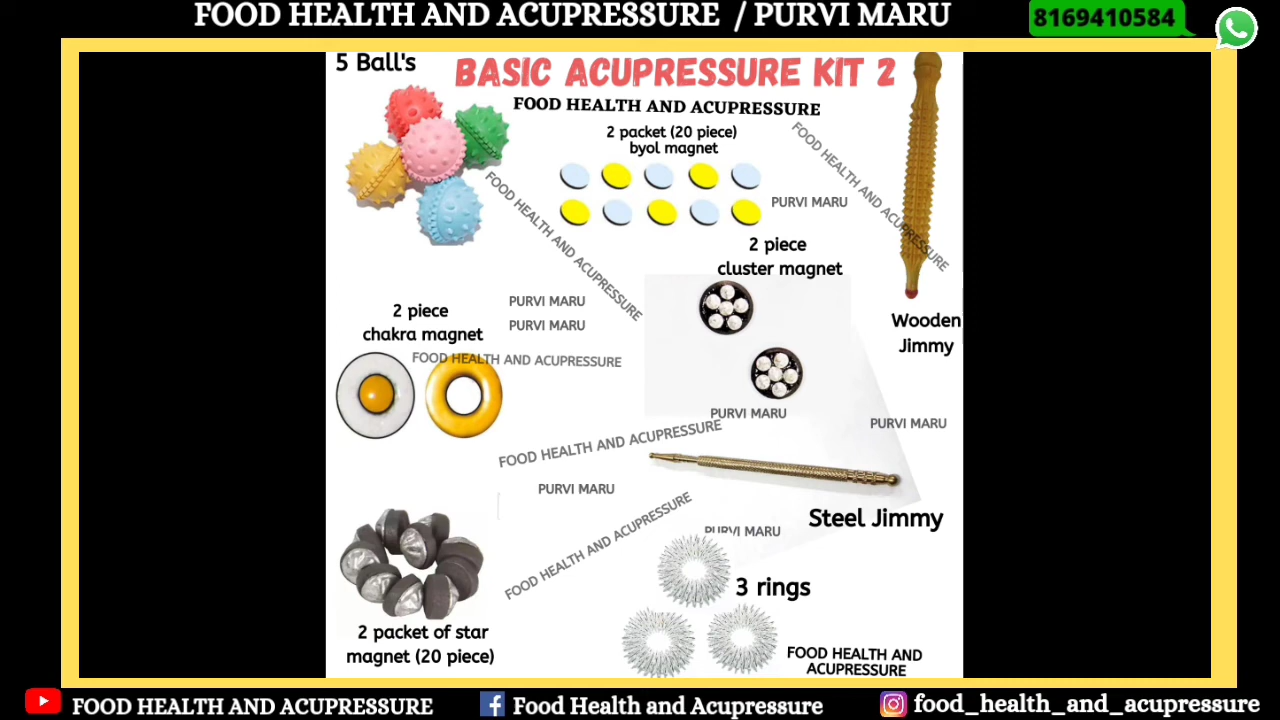 FOOD HEALTH AND ACUPRESSURE / PURVI MARU
8169410584
5 Ball's
BASIC ACUPRESSURE KIT 2
FOOD HEALTH AND ACUPRESSURE
2 packet (20 piece)
byol magnet
FOOD HEALTH AND ACUPRESSURE
FOOD HEALTH AND ACUPRESSURE
PURVI MARU
2 piece
cluster magnet
2 piece
chakra magnet
PURVI MARU
PURVI MARU
FOOD HEALTH AND ACUPRESSURE
Wooden
Jimmy
PURVI MARU
PURVI MARU
FOOD HEALTH AND ACUPRESSURE
PURVI MARU
Steel Jimmy
FOOD HEALTH AND ACUPRESSURE
PURVI MARU
3 rings
2 packet of star
magnet (20 piece)
FOOD HEALTH AND
ACUPRESSURE
FOOD HEALTH AND ACUPRESSURE
Food Health and Acupressure
food_health_and_acupressure